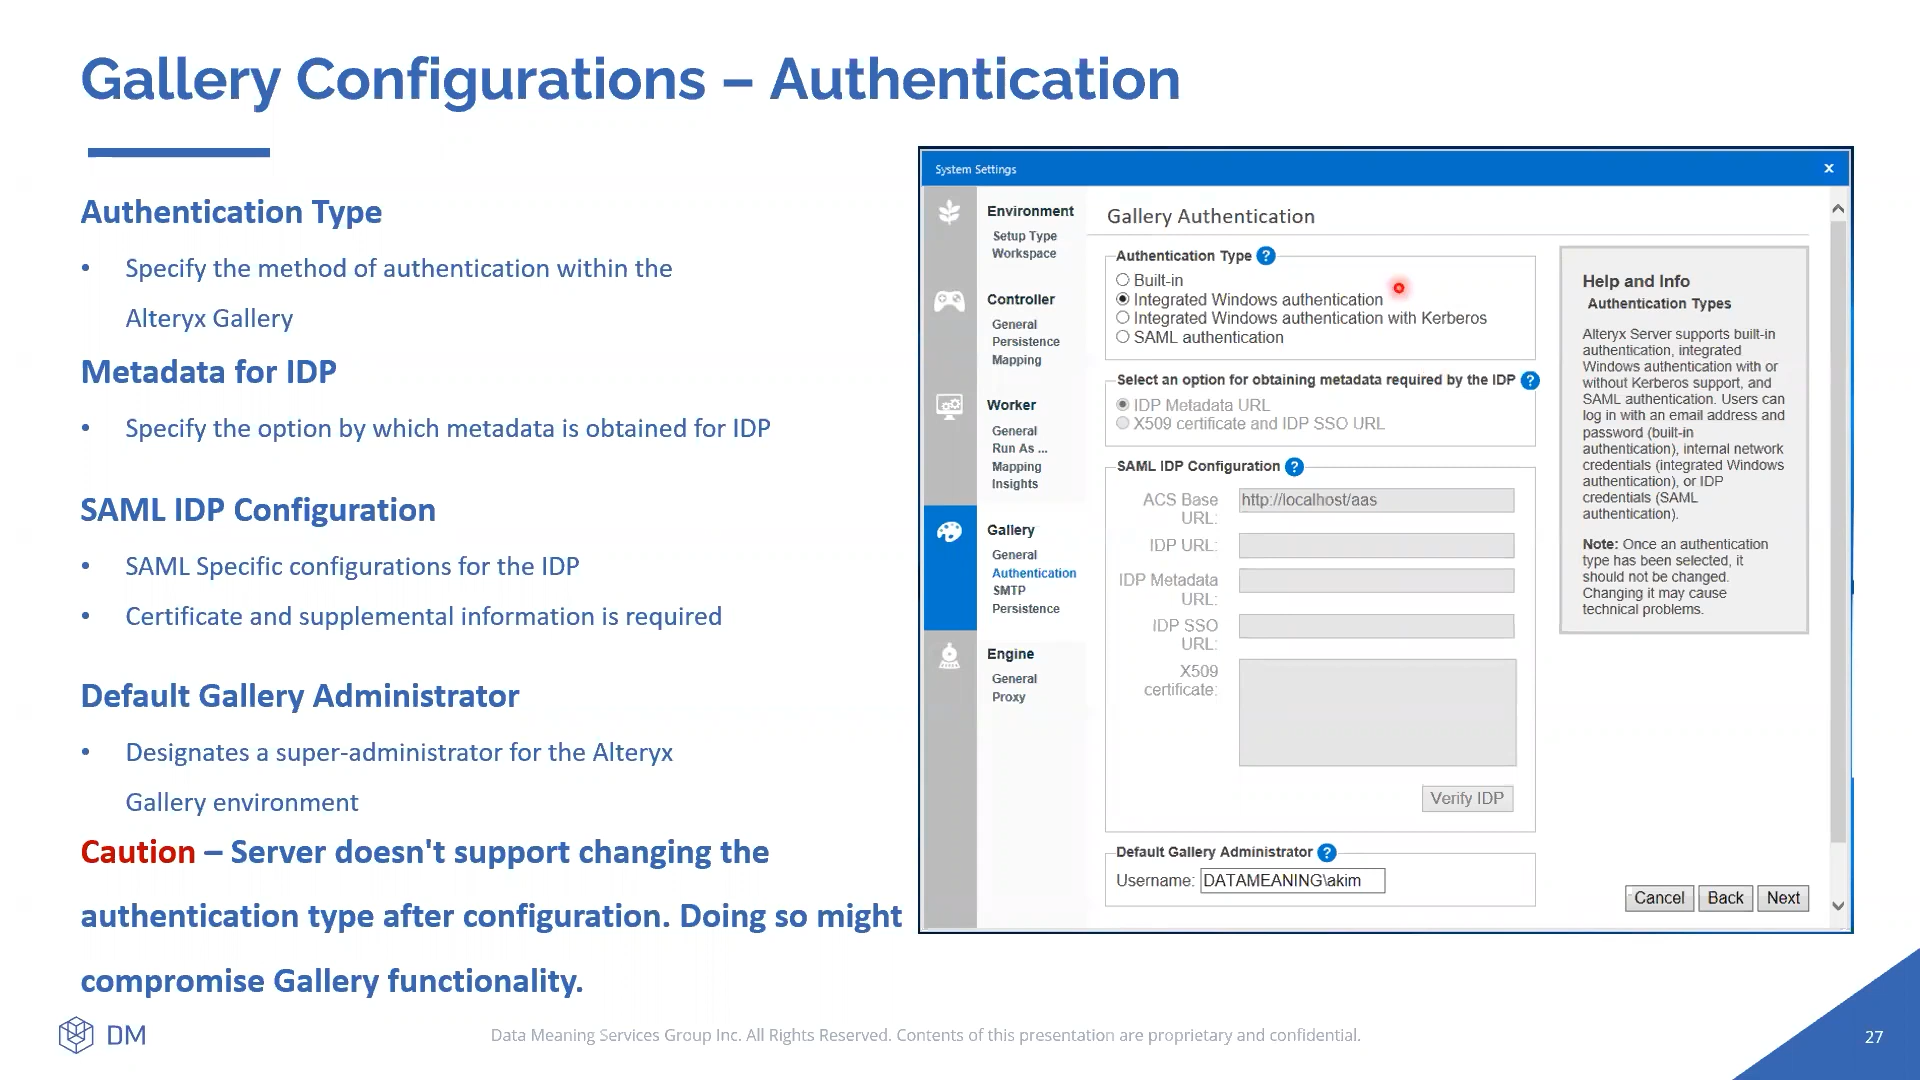 Gallery Configurations – Authentication
Authentication Type
• Specify the method of authentication within the
Alteryx Gallery
Metadata for IDP
• Specify the option by which metadata is obtained for IDP
SAML IDP Configuration
• SAML Specific configurations for the IDP
• Certificate and supplemental information is required
Default Gallery Administrator
• Designates a super-administrator for the Alteryx
Gallery environment
Caution – Server doesn't support changing the
authentication type after configuration. Doing so might
compromise Gallery functionality.
System Settings
x
Environment
Setup Type
Workspace
Controller
General
Persistence
Mapping
Worker
General
Run As ...
Mapping
Insights
Gallery
General
Authentication
SMTP
Persistence
Engine
General
Proxy
Gallery Authentication
Authentication Type ?
Built-in
Integrated Windows authentication
Integrated Windows authentication with Kerberos
SAML authentication
Select an option for obtaining metadata required by the IDP ?
IDP Metadata URL
X509 certificate and IDP SSO URL
SAML IDP Configuration ?
ACS Base
URL:
http://localhost/aas
IDP URL:
IDP Metadata
URL:
IDP SSO
URL:
X509
certificate:
Verify IDP
Default Gallery Administrator ?
Username: DATAMEANING\akim
Help and Info
Authentication Types
Alteryx Server supports built-in
authentication, integrated
Windows authentication with or
without Kerberos support, and
SAML authentication. Users can
log in with an email address and
password (built-in
authentication), internal network
credentials (integrated Windows
authentication), or IDP
credentials (SAML
authentication).
Note: Once an authentication
type has been selected, it
should not be changed.
Changing it may cause
technical problems.
Cancel Back Next
DM
Data Meaning Services Group Inc. All Rights Reserved. Contents of this presentation are proprietary and confidential.
27